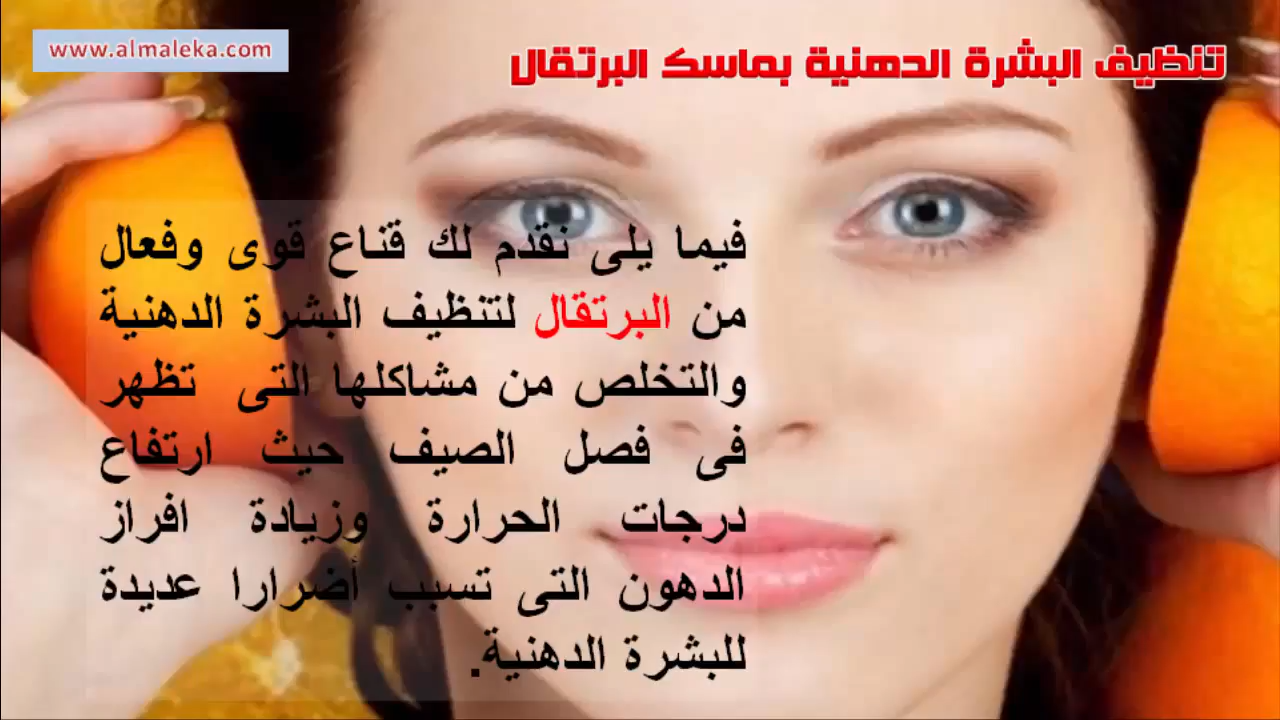 www.almaleka.com
تنظيف البشرة الدهنية بماسك البرتقال
فيما يلى نقدم لك قناع قوى وفعال
من البرتقال لتنظيف البشرة الدهنية
والتخلص من مشاكلها التى تظهر
فى فصل الصيف حيث ارتفاع
درجات الحرارة وزيادة افراز
الدهون التى تسبب أضرارا عديدة
للبشرة الدهنية.